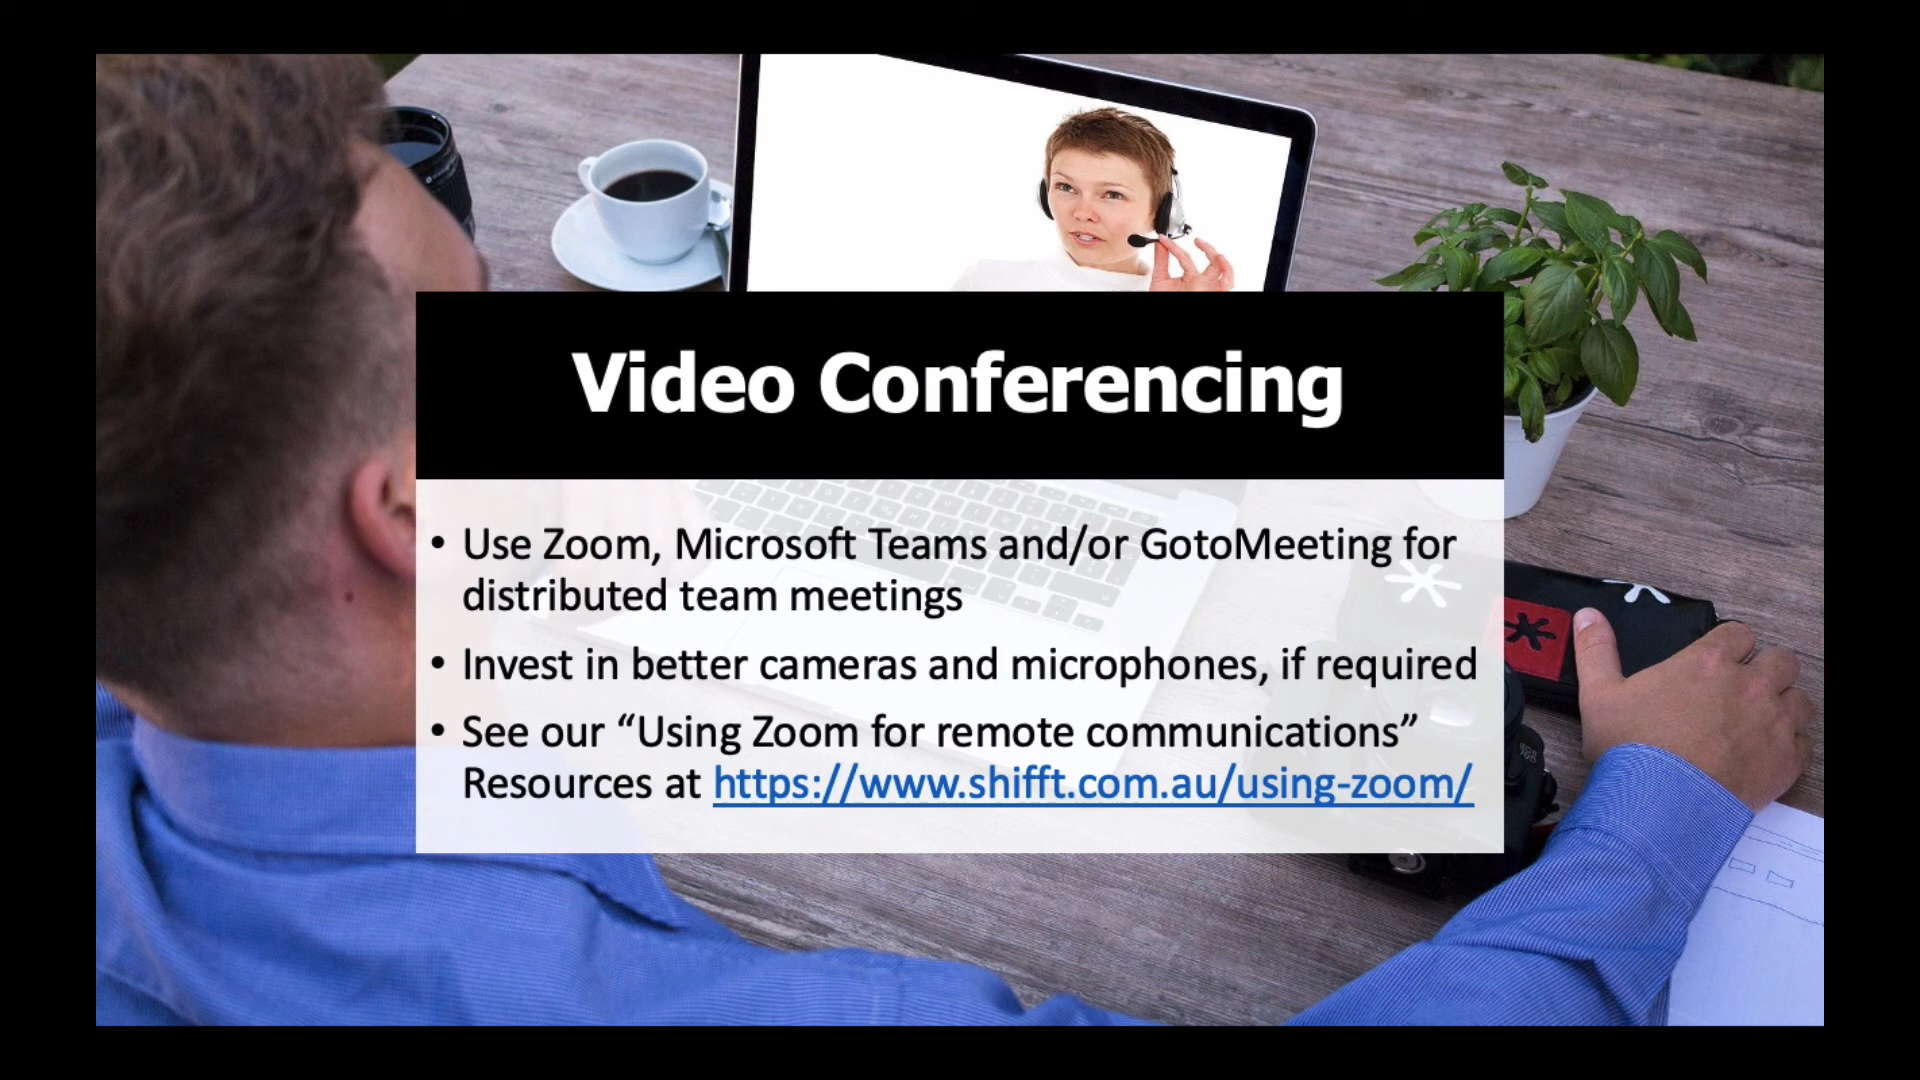 Video Conferencing
• Use Zoom, Microsoft Teams and/or GotoMeeting for
distributed team meetings
• Invest in better cameras and microphones, if required
• See our “Using Zoom for remote communications”
Resources at https://www.shifft.com.au/using-zoom/